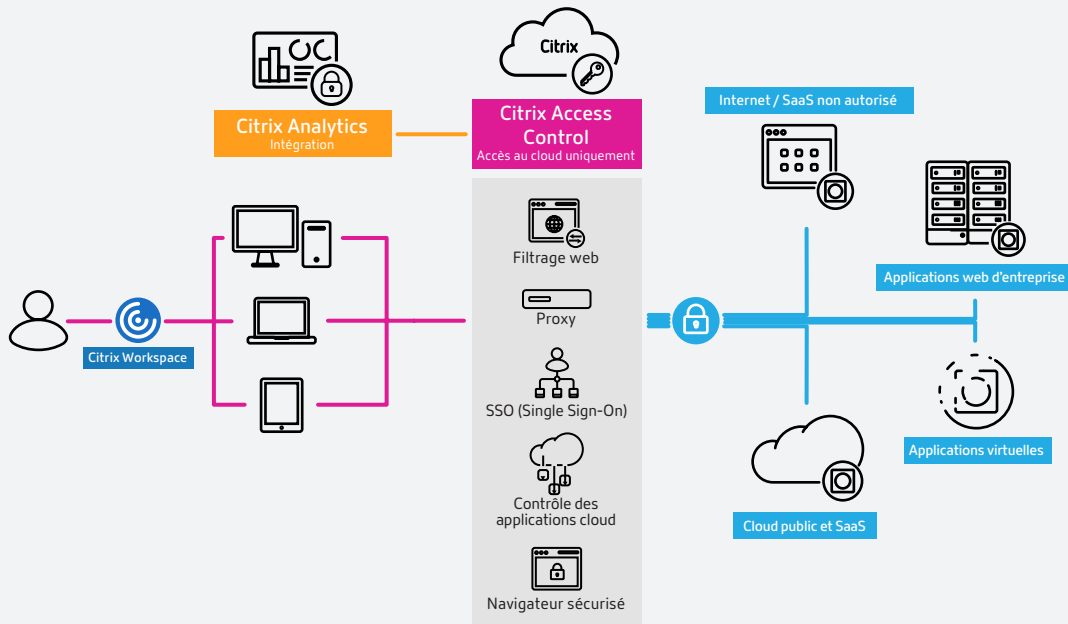 Citrix
Citrix Analytics
Intégration
Citrix Access
Control
Accès au cloud uniquement
Internet / SaaS non autorisé
Filtrage web
Applications web d'entreprise
Proxy
Citrix Workspace
SSO (Single Sign-On)
Applications virtuelles
Contrôle des
applications cloud
Cloud public et SaaS
Navigateur sécurisé